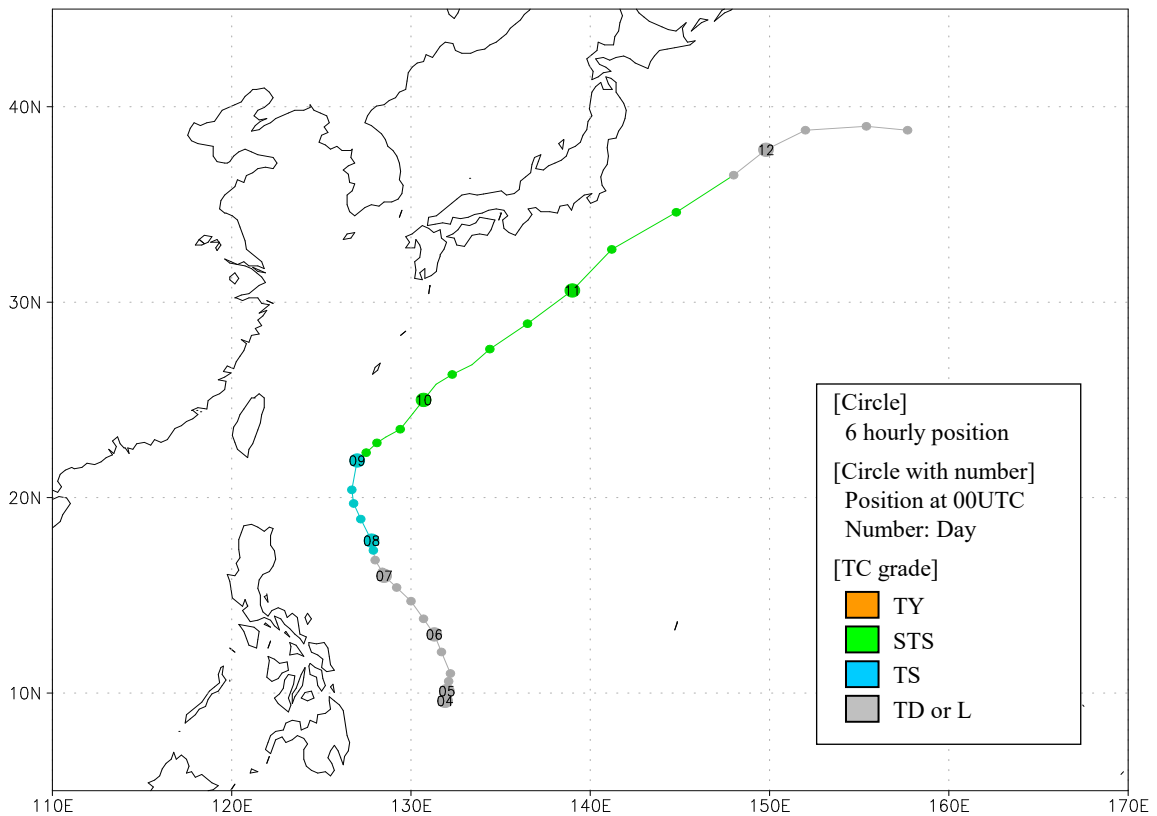 40N
30N
20N
10N
110E 120E 130E 140E 150E 160E 170E
12
11
10
09
08
07
06
05
04
[Circle]
6 hourly position
[Circle with number]
Position at 00UTC
Number: Day
[TC grade]
TY
STS
TS
TD or L